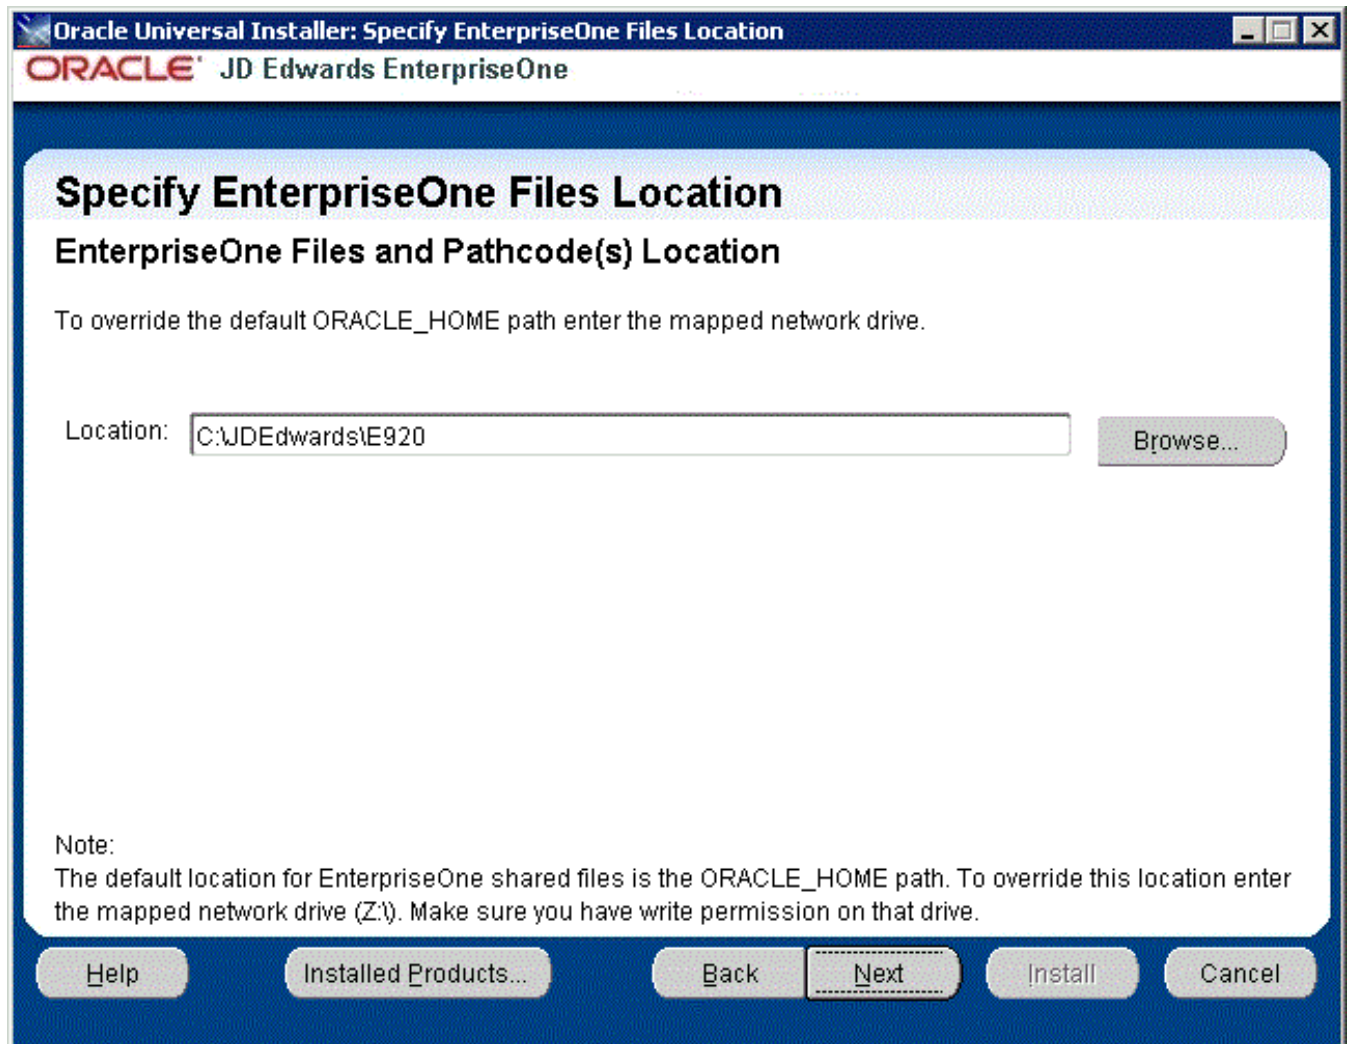 Oracle Universal Installer: Specify EnterpriseOne Files Location
ORACLE JD Edwards EnterpriseOne
Specify EnterpriseOne Files Location
EnterpriseOne Files and Pathcode(s) Location
To override the default ORACLE_HOME path enter the mapped network drive.
Location: C:\JDEdwards\E920 Browse...
Note:
The default location for EnterpriseOne shared files is the ORACLE_HOME path. To override this location enter
the mapped network drive (Z:\). Make sure you have write permission on that drive.
Help Installed Products... Back Next Install Cancel